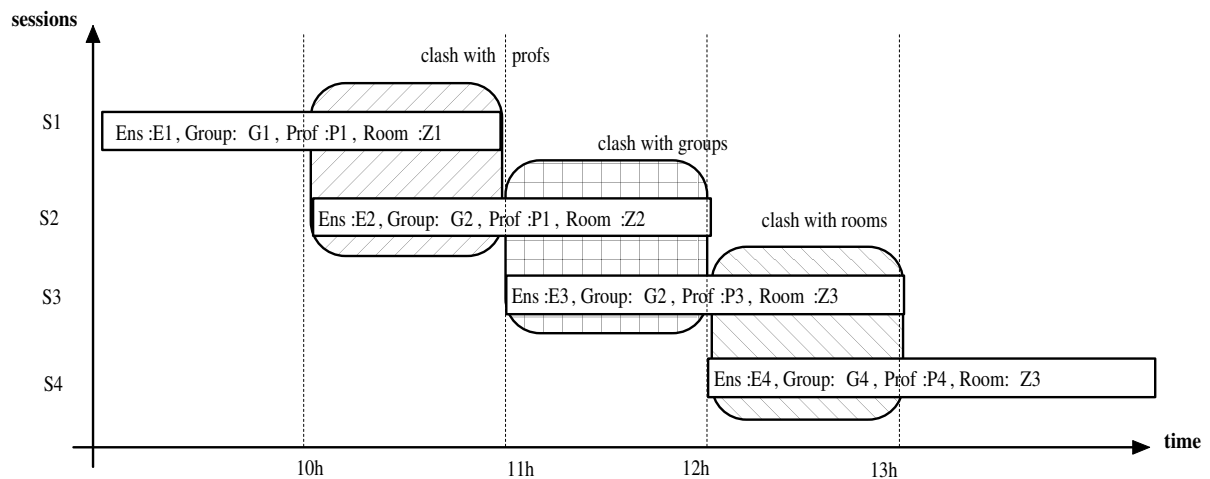 sessions
clash with profs
S1
Ens :E1, Group: G1, Prof :P1, Room :Z1
clash with groups
S2
Ens :E2, Group: G2, Prof :P1, Room :Z2
clash with rooms
S3
Ens :E3, Group: G2, Prof :P3, Room :Z3
S4
Ens :E4, Group: G4, Prof :P4, Room: Z3
time
10h 11h 12h 13h